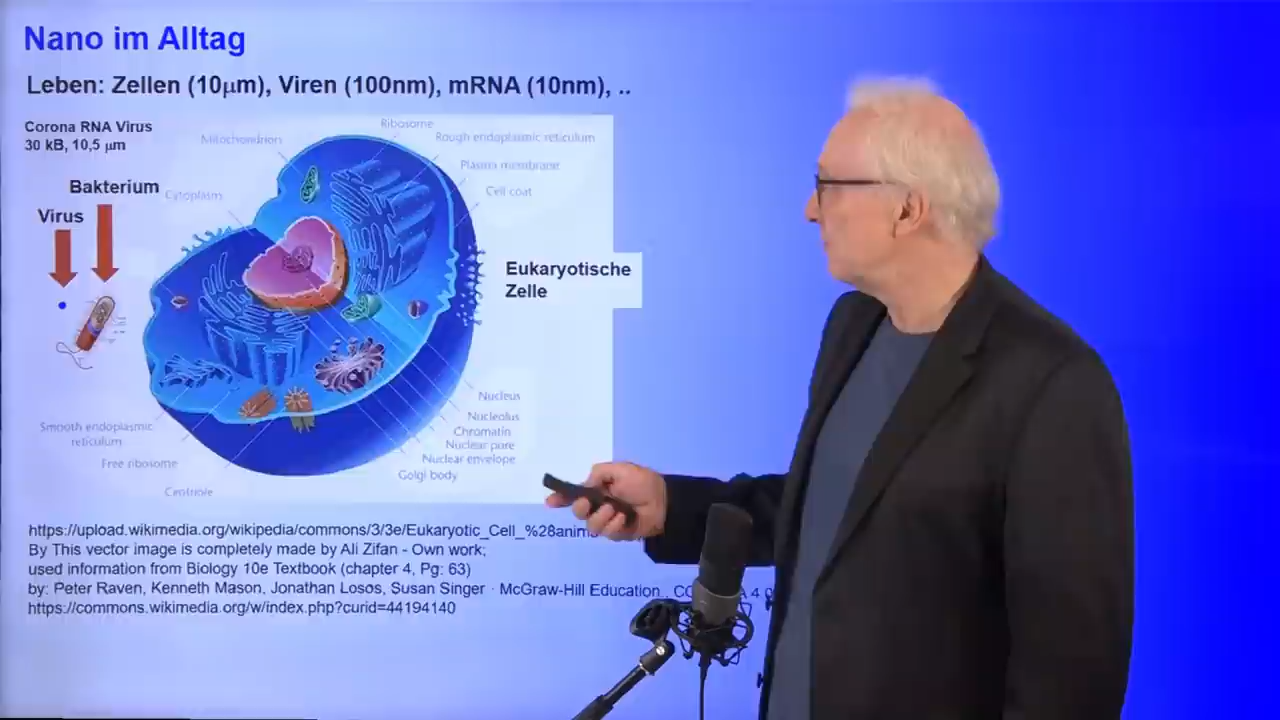 Nano im Alltag
Leben: Zellen (10µm), Viren (100nm), mRNA (10nm), ..
Corona RNA Virus
30 kB, 10,5 µm
Bakterium
Virus
Mitochondrion
Cytoplasm
Ribosome
Rough endoplasmic reticulum
Plasma membrane
Cell coat
Eukaryotische
Zelle
Nucleus
Nucleolus
Chromatin
Nuclear pore
Nuclear envelope
Golgi body
Smooth endoplasmic
reticulum
Free ribosome
Centriole
https://upload.wikimedia.org/wikipedia/commons/3/3e/Eukaryotic_Cell_%28anim
By This vector image is completely made by Ali Zifan - Own work;
used information from Biology 10e Textbook (chapter 4, Pg: 63)
by: Peter Raven, Kenneth Mason, Jonathan Losos, Susan Singer · McGraw-Hill Education., CC
https://commons.wikimedia.org/w/index.php?curid=44194140